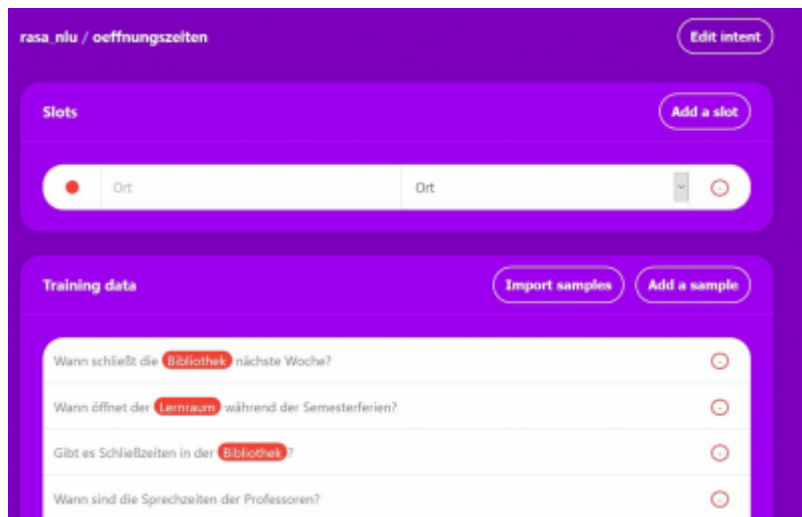 rasa_nlu / oeffnungszeiten
Edit intent
Slots
Add a slot
Ort
Ort
Training data
Import samples
Add a sample
Wann schließt die Bibliothek nächste Woche?
Wann öffnet der Lernraum während der Semesterferien?
Gibt es Schließzeiten in der Bibliothek?
Wann sind die Sprechzeiten der Professoren?